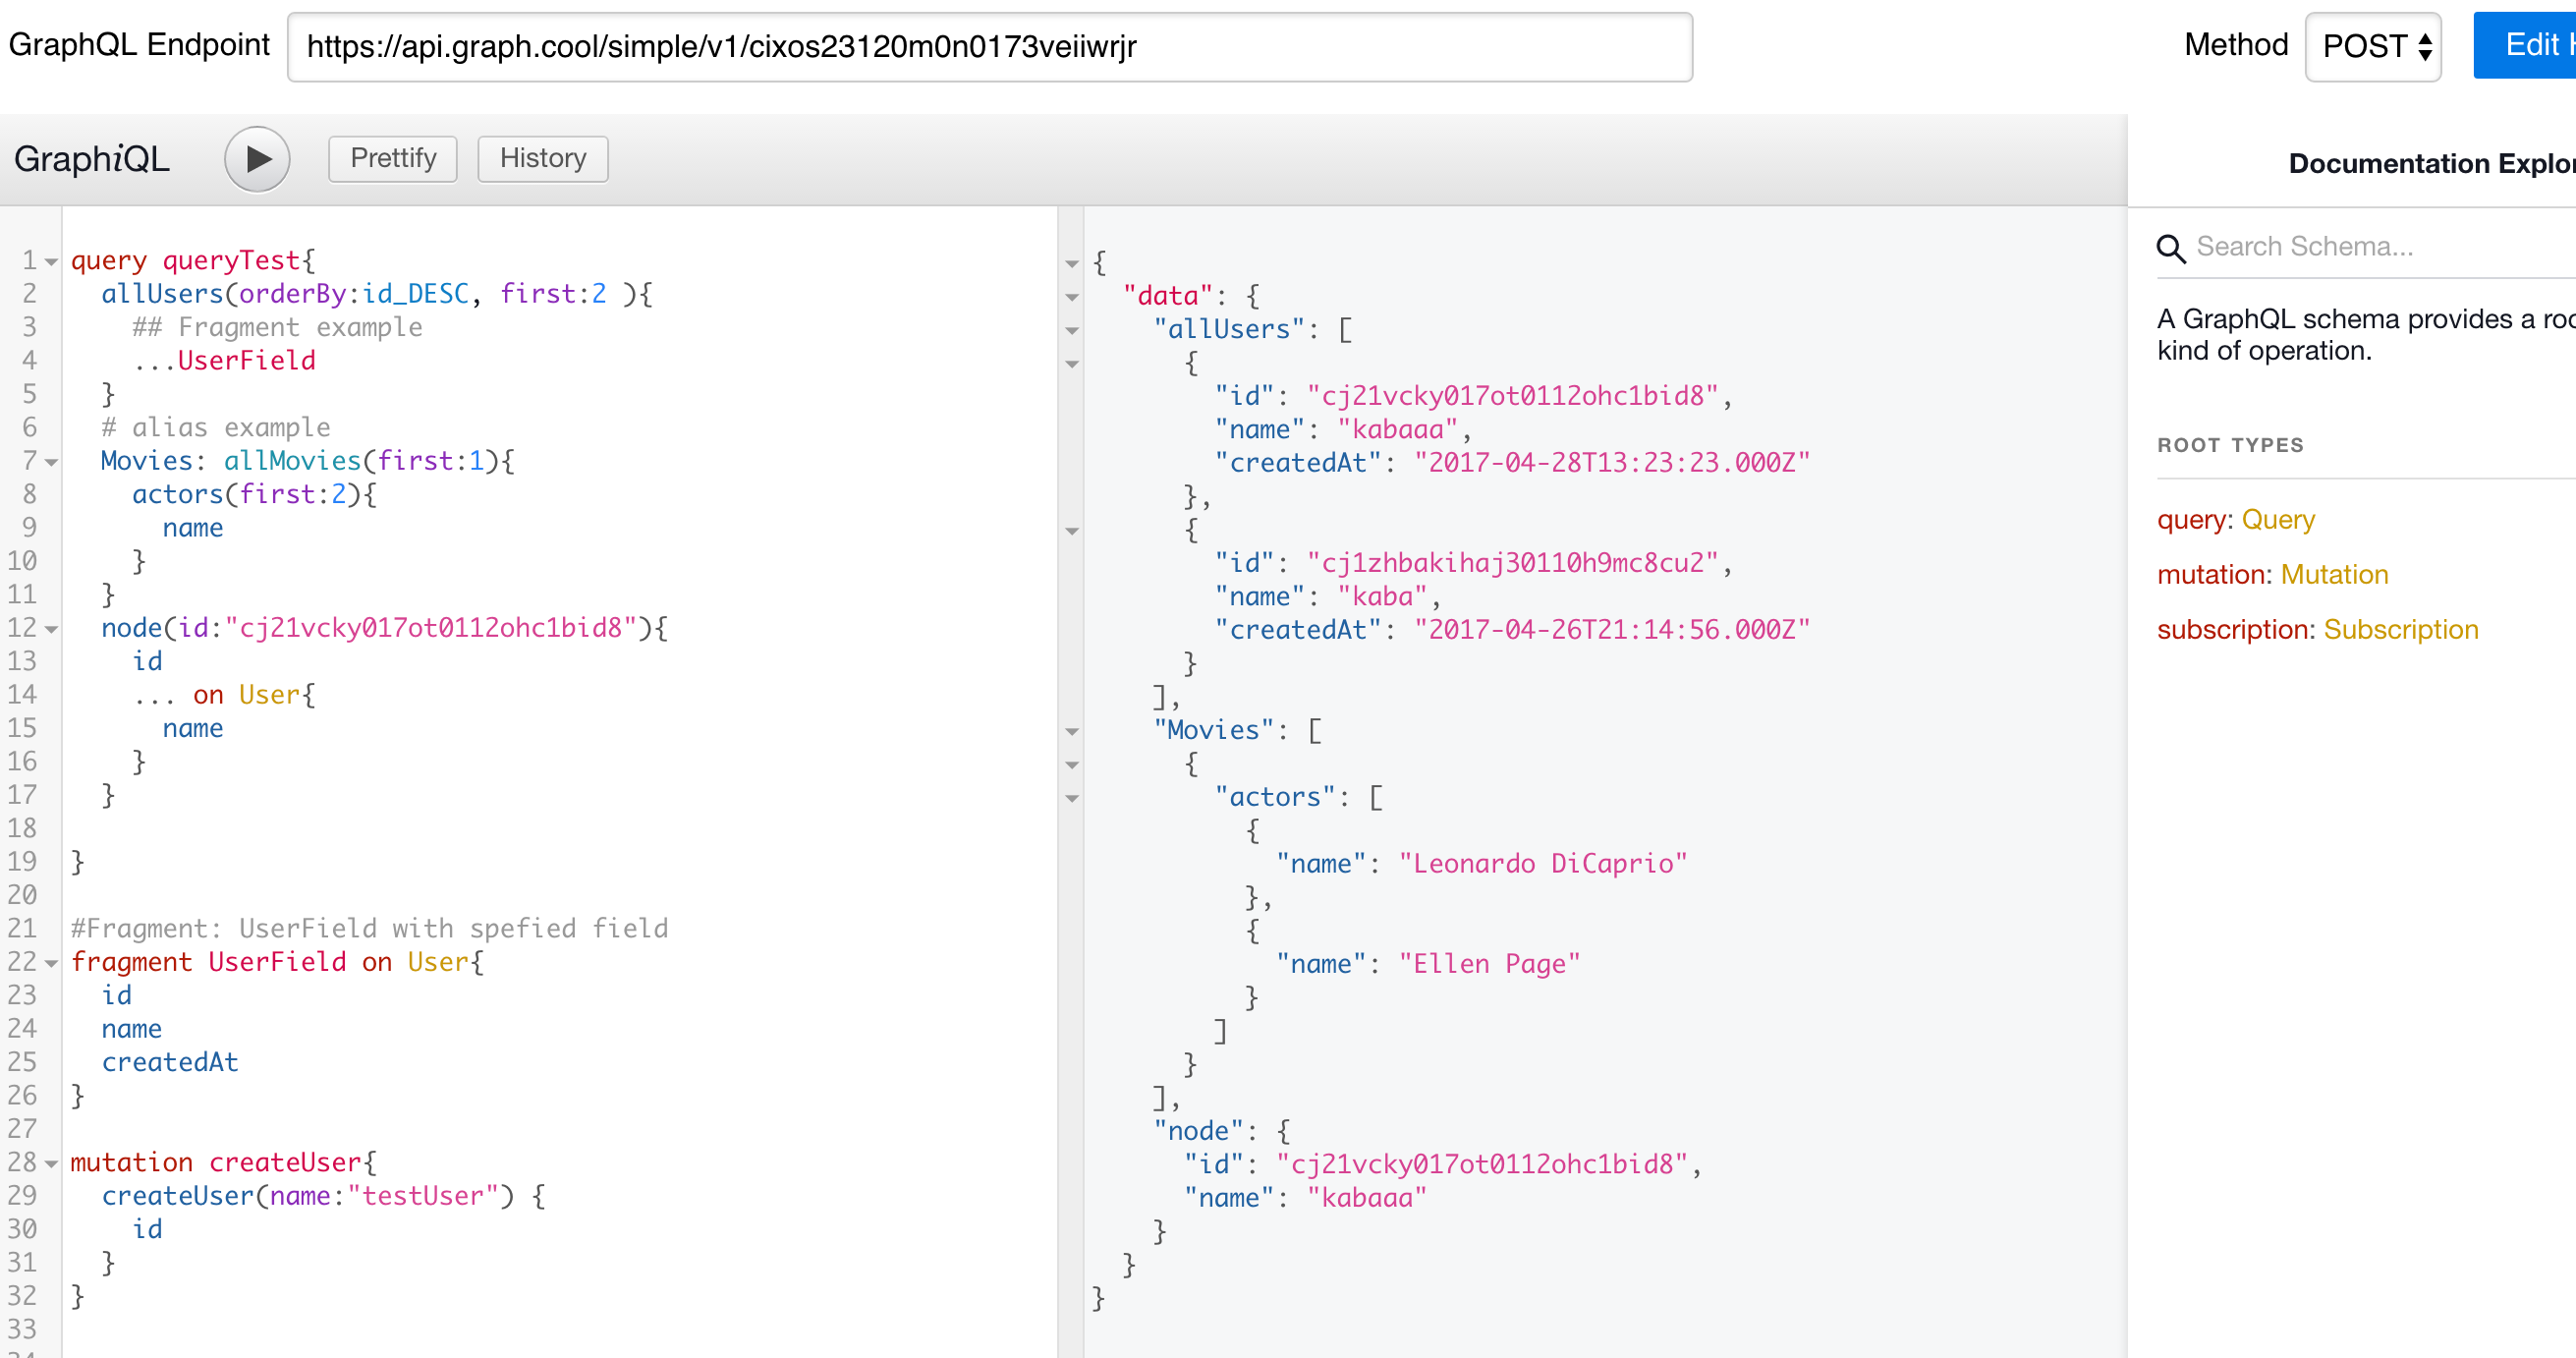 GraphQL Endpoint https://api.graph.cool/simple/v1/cixos23120m0n0173veiiwrjr Method POST Edit H
GraphiQL Prettify History
1 query queryTest{
2 allUsers(orderBy:id_DESC, first:2 ){
3 ## Fragment example
4 ...UserField
5 }
6 # alias example
7 Movies: allMovies(first:1){
8 actors(first:2){
9 name
10 }
11 }
12 node(id:"cj21vcky017ot0112ohc1bid8"){
13 id
14 ... on User{
15 name
16 }
17 }
18
19 }
20
21 #Fragment: UserField with spefied field
22 fragment UserField on User{
23 id
24 name
25 createdAt
26 }
27
28 mutation createUser{
29 createUser(name:"testUser") {
30 id
31 }
32 }
33
{
"data": {
"allUsers": [
{
"id": "cj21vcky017ot0112ohc1bid8",
"name": "kabaaa",
"createdAt": "2017-04-28T13:23:23.000Z"
},
{
"id": "cj1zhbakihaj30110h9mc8cu2",
"name": "kaba",
"createdAt": "2017-04-26T21:14:56.000Z"
}
],
"Movies": [
{
"actors": [
{
"name": "Leonardo DiCaprio"
},
{
"name": "Ellen Page"
}
]
}
],
"node": {
"id": "cj21vcky017ot0112ohc1bid8",
"name": "kabaaa"
}
}
}
Documentation Explor
Search Schema...
A GraphQL schema provides a roo
kind of operation.
ROOT TYPES
query: Query
mutation: Mutation
subscription: Subscription